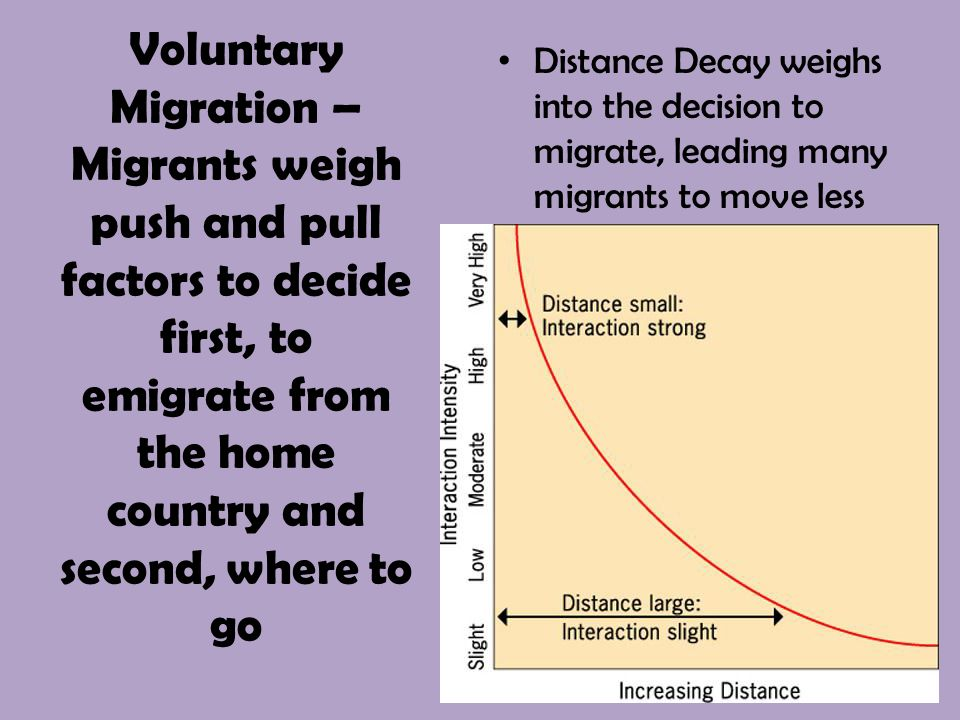 Voluntary
Migration –
Migrants weigh
push and pull
factors to decide
first, to
emigrate from
the home
country and
second, where to
go
• Distance Decay weighs
into the decision to
migrate, leading many
migrants to move less
Interaction Intensity
Very High
High
Moderate
Low
Slight
Distance small:
Interaction strong
Distance large:
Interaction slight
Increasing Distance